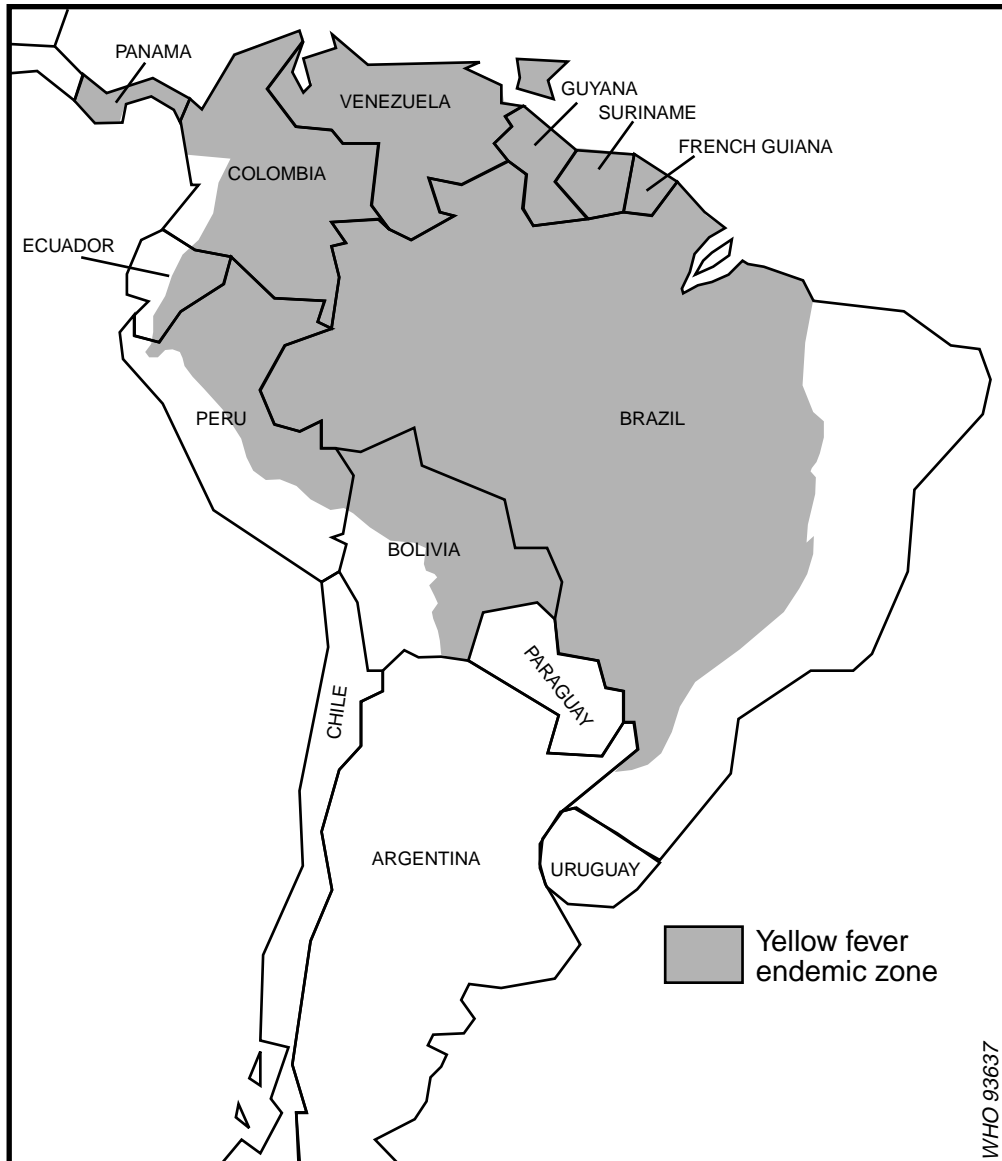 PANAMA
VENEZUELA
GUYANA
SURINAME
FRENCH GUIANA
COLOMBIA
ECUADOR
PERU
BRAZIL
BOLIVIA
PARAGUAY
CHILE
ARGENTINA
URUGUAY
Yellow fever
endemic zone
WHO 93637